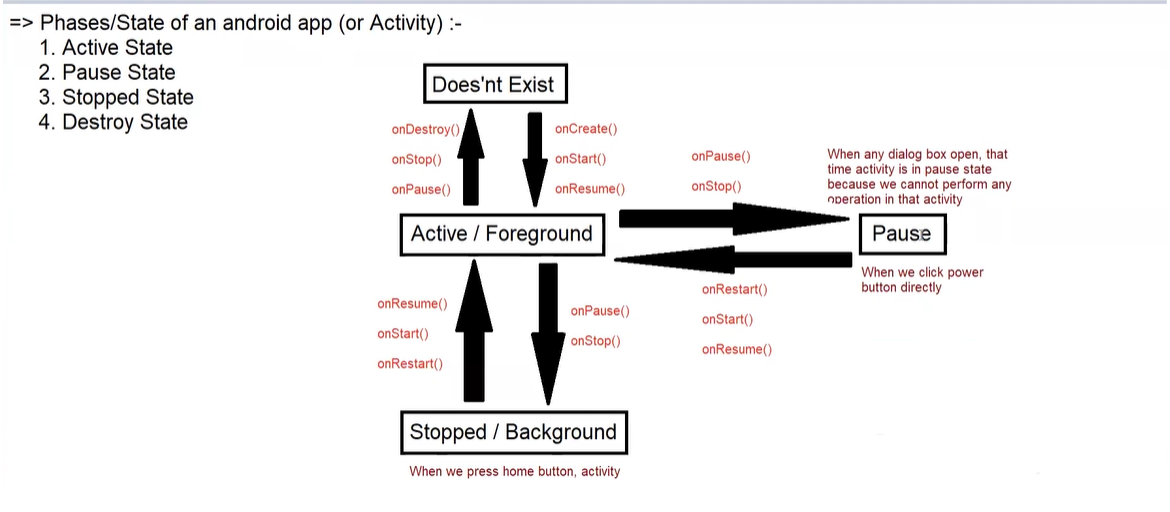 => Phases/State of an android app (or Activity) :-
1. Active State
2. Pause State
3. Stopped State
4. Destroy State
Does'nt Exist
onDestroy()
onStop()
onPause()
onCreate()
onStart()
onResume()
onPause()
onStop()
When any dialog box open, that
time activity is in pause state
because we cannot perform any
operation in that activity
Active / Foreground
Pause
When we click power
button directly
onRestart()
onStart()
onResume()
onResume()
onStart()
onRestart()
onPause()
onStop()
Stopped / Background
When we press home button, activity